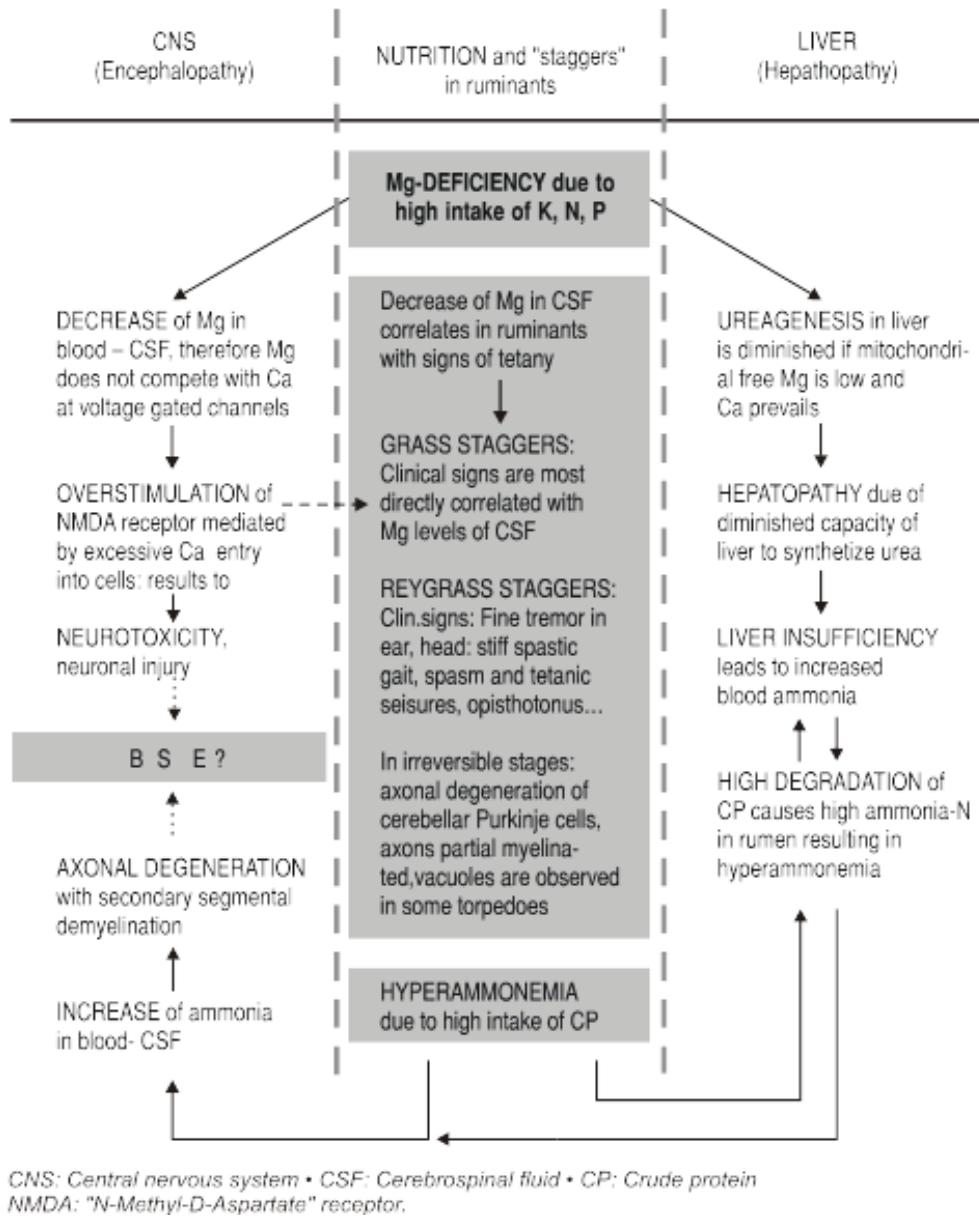 CNS
(Encephalopathy)
NUTRITION and "staggers"
in ruminants
LIVER
(Hepathopathy)
Mg-DEFICIENCY due to
high intake of K, N, P
DECREASE of Mg in
blood – CSF, therefore Mg
does not compete with Ca
at voltage gated channels
OVERSTIMULATION of
NMDA receptor mediated
by excessive Ca entry
into cells: results to
NEUROTOXICITY,
neuronal injury
B S E ?
AXONAL DEGENERATION
with secondary segmental
demyelination
INCREASE of ammonia
in blood- CSF
Decrease of Mg in CSF
correlates in ruminants
with signs of tetany
GRASS STAGGERS:
Clinical signs are most
directly correlated with
Mg levels of CSF
REYGRASS STAGGERS:
Clin.signs: Fine tremor in
ear, head: stiff spastic
gait, spasm and tetanic
seisures, opisthotonus...
In irreversible stages:
axonal degeneration of
cerebellar Purkinje cells,
axons partial myelina-
ted,vacuoles are observed
in some torpedoes
HYPERAMMONEMIA
due to high intake of CP
UREAGENESIS in liver
is diminished if mitochondri-
al free Mg is low and
Ca prevails
HEPATOPATHY due of
diminished capacity of
liver to synthetize urea
LIVER INSUFFICIENCY
leads to increased
blood ammonia
HIGH DEGRADATION of
CP causes high ammonia-N
in rumen resulting in
hyperammonemia
CNS: Central nervous system • CSF: Cerebrospinal fluid • CP: Crude protein
NMDA: "N-Methyl-D-Aspartate" receptor.